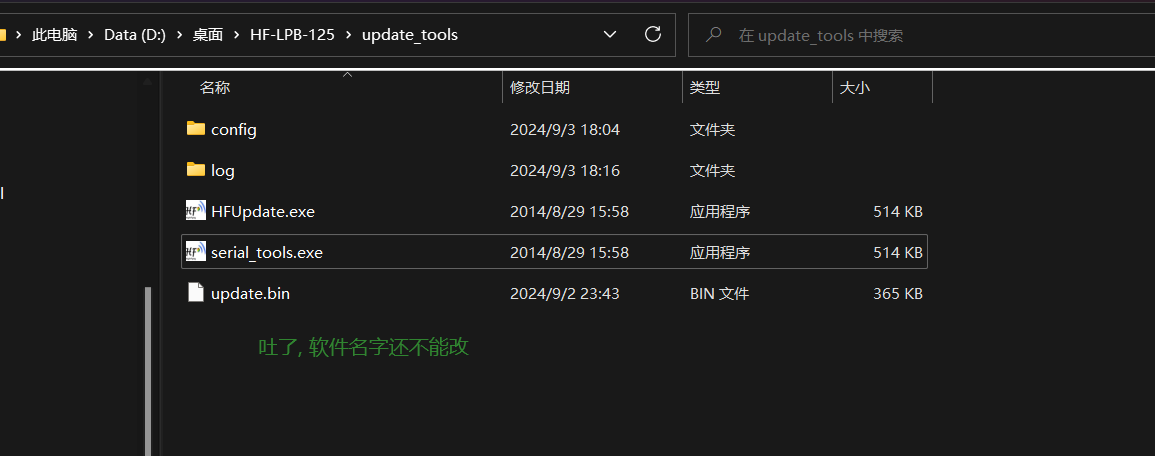 此电脑 > Data (D:) > 桌面 > HF-LPB-125 > update_tools
在 update_tools 中搜索
名称 修改日期 类型 大小
config 2024/9/3 18:04 文件夹
log 2024/9/3 18:16 文件夹
HFUpdate.exe 2014/8/29 15:58 应用程序 514 KB
serial_tools.exe 2014/8/29 15:58 应用程序 514 KB
update.bin 2024/9/2 23:43 BIN 文件 365 KB
吐了, 软件名字还不能改